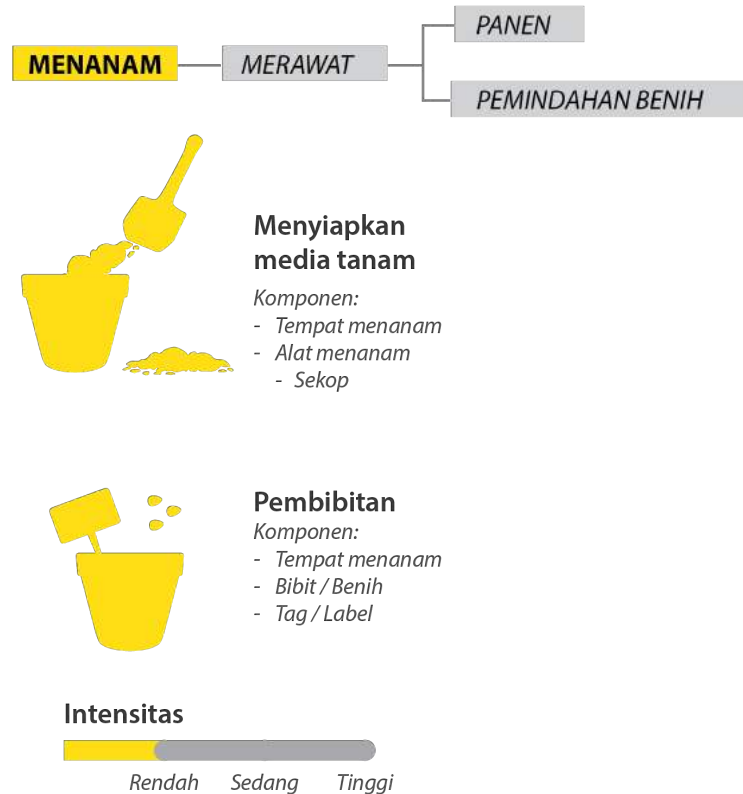 MENANAM
MERAWAT
PANEN
PEMINDAHAN BENIH
Menyiapkan
media tanam
Komponen:
- Tempat menanam
- Alat menanam
- Sekop
Pembibitan
Komponen:
- Tempat menanam
- Bibit / Benih
- Tag / Label
Intensitas
Rendah Sedang Tinggi